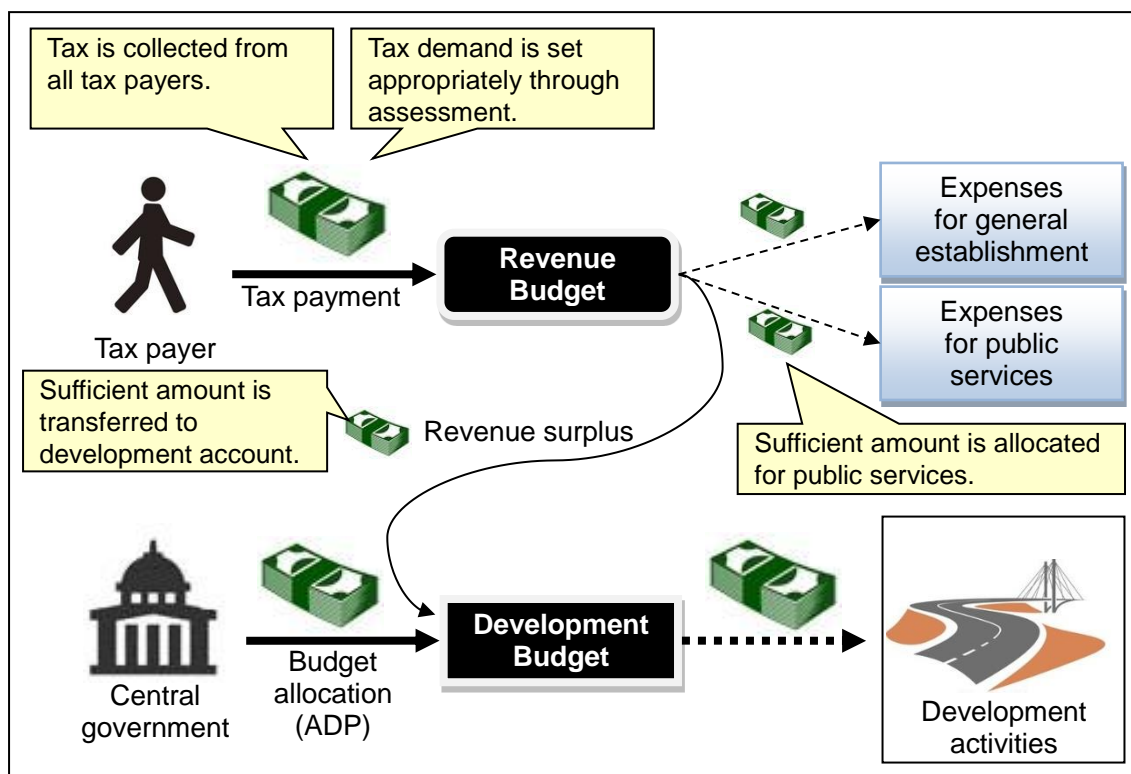 Tax is collected from
all tax payers.
Tax demand is set
appropriately through
assessment.
Expenses
for general
establishment
Revenue
Budget
Tax payment
Expenses
for public
services
Tax payer
Sufficient amount is
transferred to
development account.
Revenue surplus
Sufficient amount is allocated
for public services.
Development
Budget
Budget
allocation
(ADP)
Central
government
Development
activities